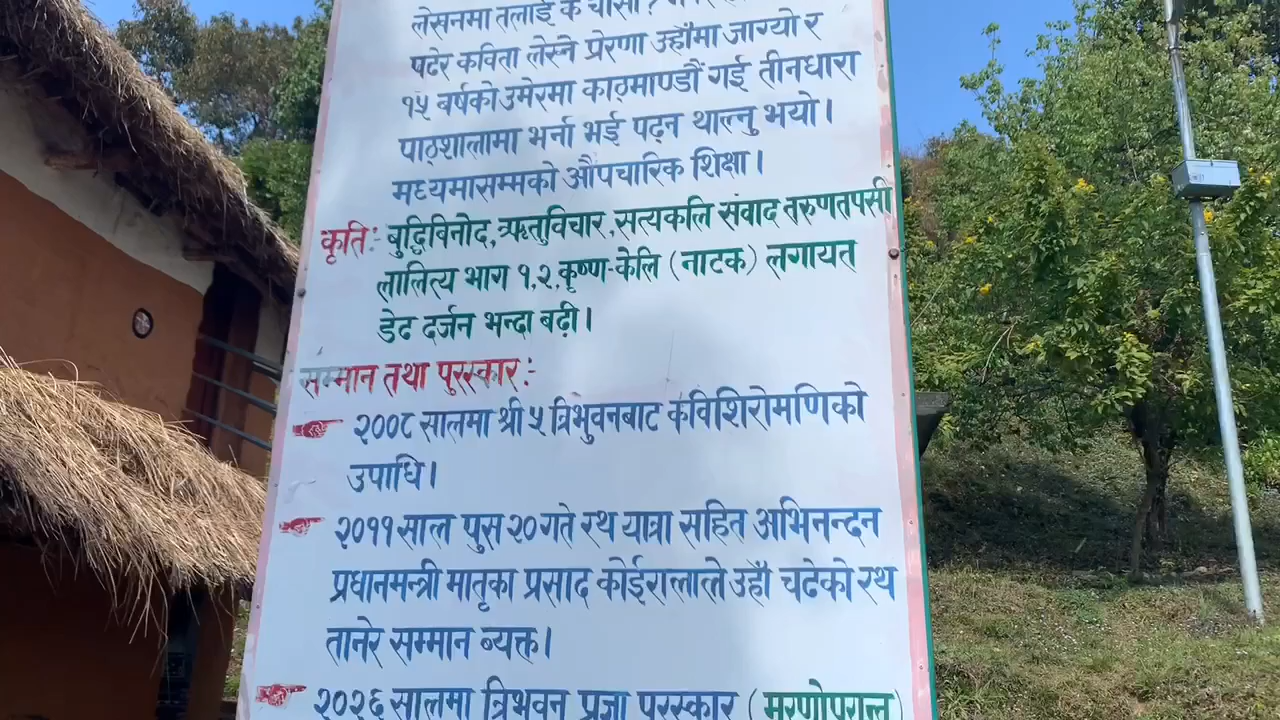 लेखनमा तलाई के
पढेर कविता लेख्ने प्रेरणा उहाँमा जाग्यो र
१५ बर्षको उमेरमा काठमाण्डौं गई तीनधारा
पाठशालामा भर्ना भई पढ्न थाल्नु भयो।
मध्यमासम्मको औपचारिक शिक्षा।
कृति:- बुद्धिविनोद, ऋतुविचार, सत्यकलि संवाद तरुणतपसी
लालित्य भाग १,२, कृष्ण-केलि (नाटक) लगायत
डेढ दर्जन भन्दा बढी।
सम्मान तथा पुरस्कार:-
२००८ सालमा श्री ५ त्रिभुवनबाट कविशिरोमणिको
उपाधि।
२०११ साल पुस २० गते रथ यात्रा सहित अभिनन्दन
प्रधानमन्त्री मातृका प्रसाद कोईरालाले उहाँ चढेको रथ
तानेर सम्मान व्यक्त।
२०२६ सालमा त्रिभुवन प्रज्ञा पुरस्कार (मरणोपरान्त)